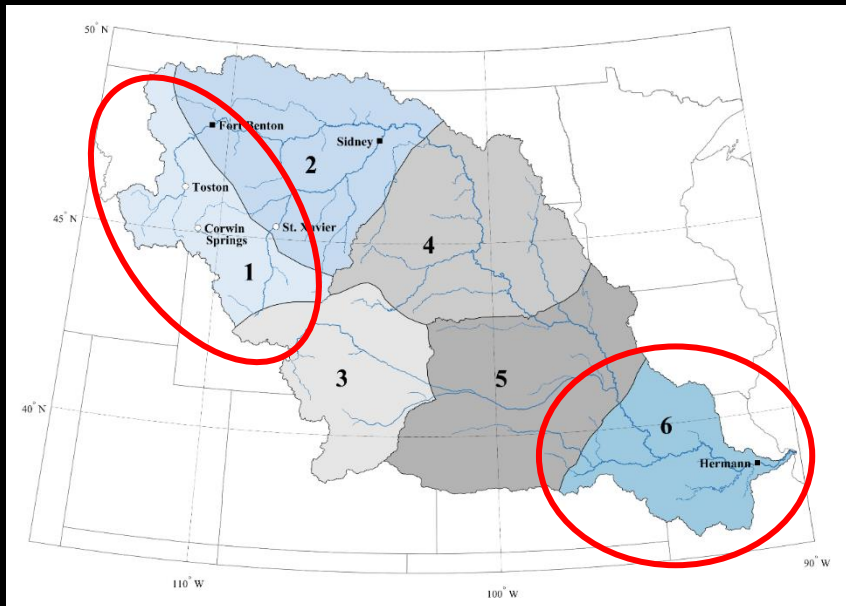 50°N
Fort Benton
Sidney
2
Toston
45°N
Corwin
Springs
St. Xavier
4
1
3
5
40°N
6
Hermann
110°W
100°W
90°W